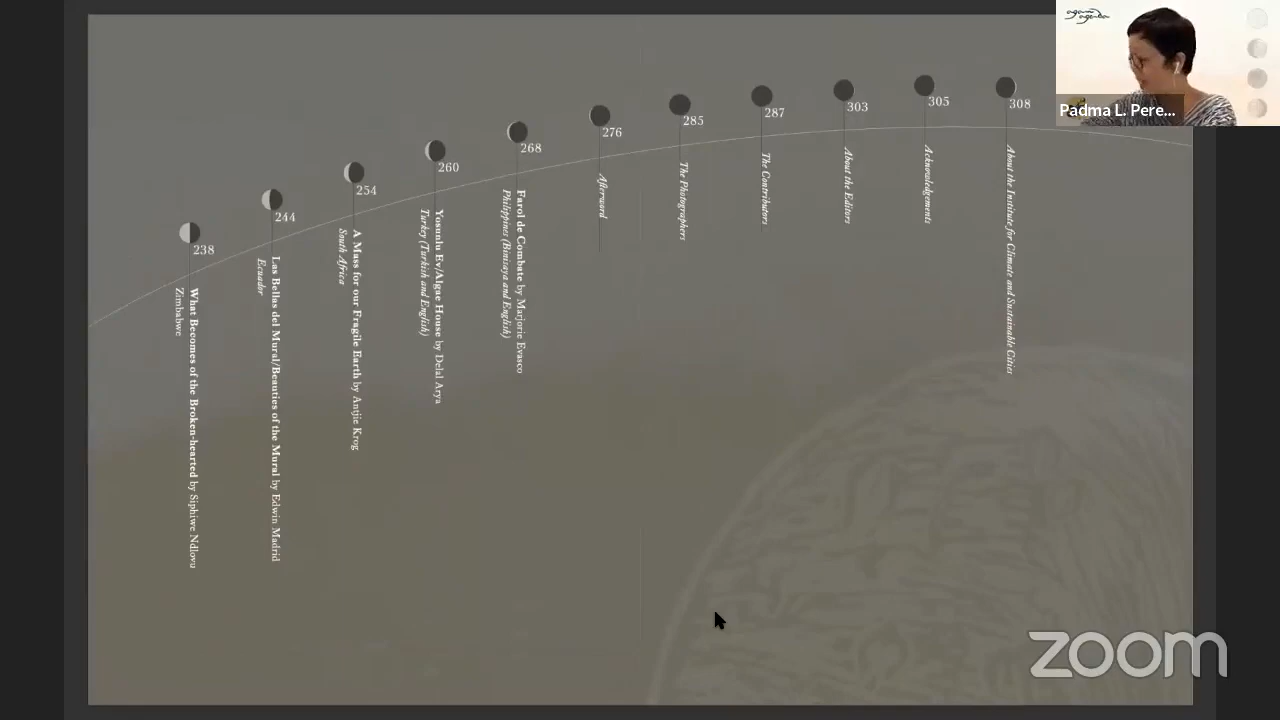 238
What Becomes of the Broken-hearted by Siphiwe Ndlovu
Zimbabwe
244
Las Bellas del Mural/Beauties of the Mural by Edwin Madrid
Ecuador
254
A Mass for our Fragile Earth by Antjie Krog
South Africa
260
Yosunlu Ev/Algae House by Delal Arya
Turkey (Turkish and English)
268
Farol de Combate by Marjorie Evasco
Philippines (Binisaya and English)
276
Afterword
285
The Photographers
287
The Contributors
303
About the Editors
305
Acknowledgements
308
About the Institute for Climate and Sustainable Cities
agam agenda
Padma L. Pere...
zoom